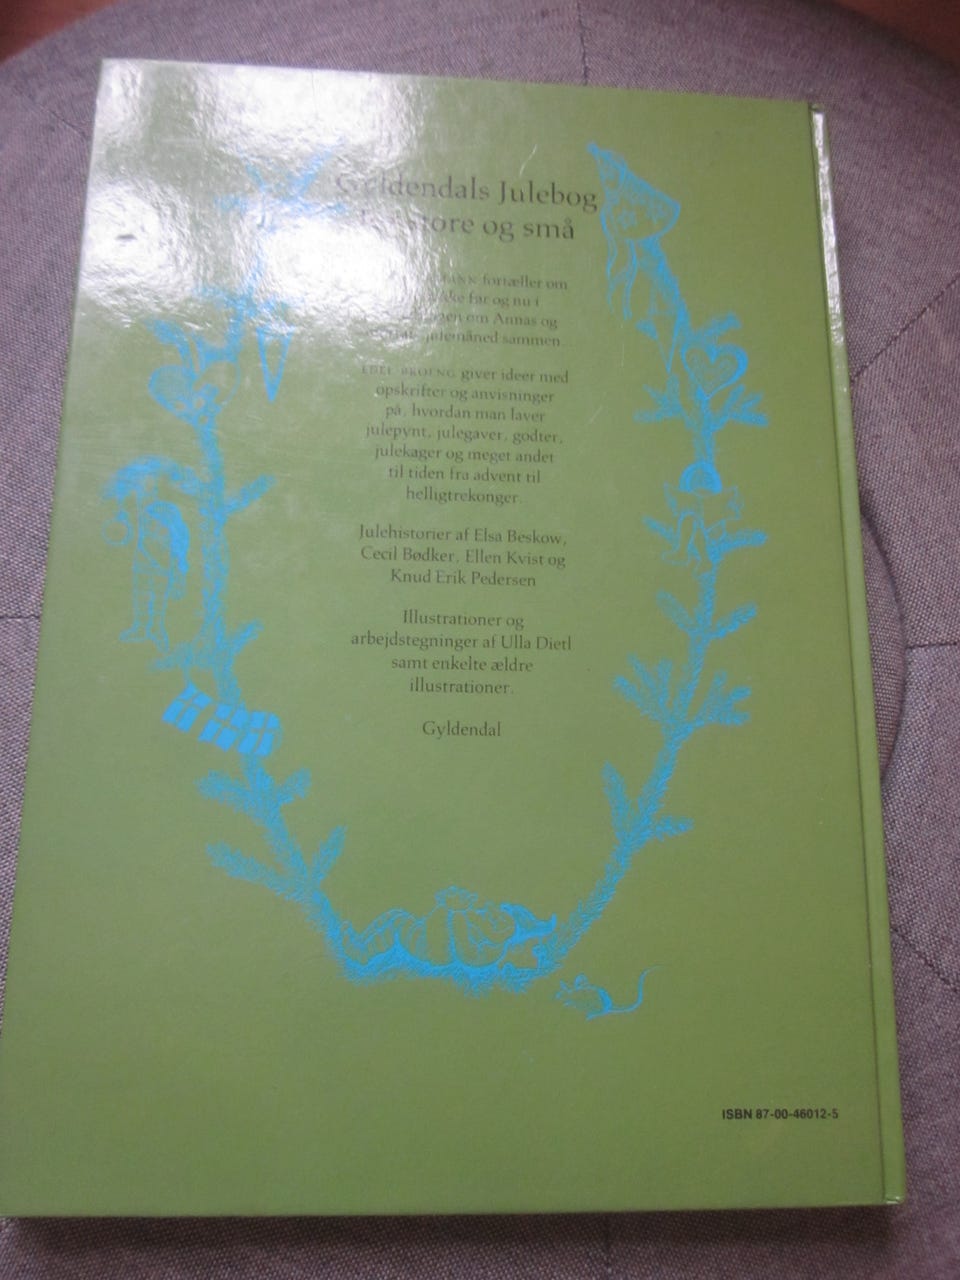 Gyldendals Julebog
store og små
fortæller om
før og nu i
om Annas og
julemåned sammen.
EDEL BROENG giver ideer med
opskrifter og anvisninger
på, hvordan man laver
julepynt, julegaver, godter,
julekager og meget andet
til tiden fra advent til
helligtrekonger.
Julehistorier af Elsa Beskow,
Cecil Bødker, Ellen Kvist og
Knud Erik Pedersen
Illustrationer og
arbejdstegninger af Ulla Dietl
samt enkelte ældre
illustrationer.
Gyldendal
ISBN 87-00-46012-5